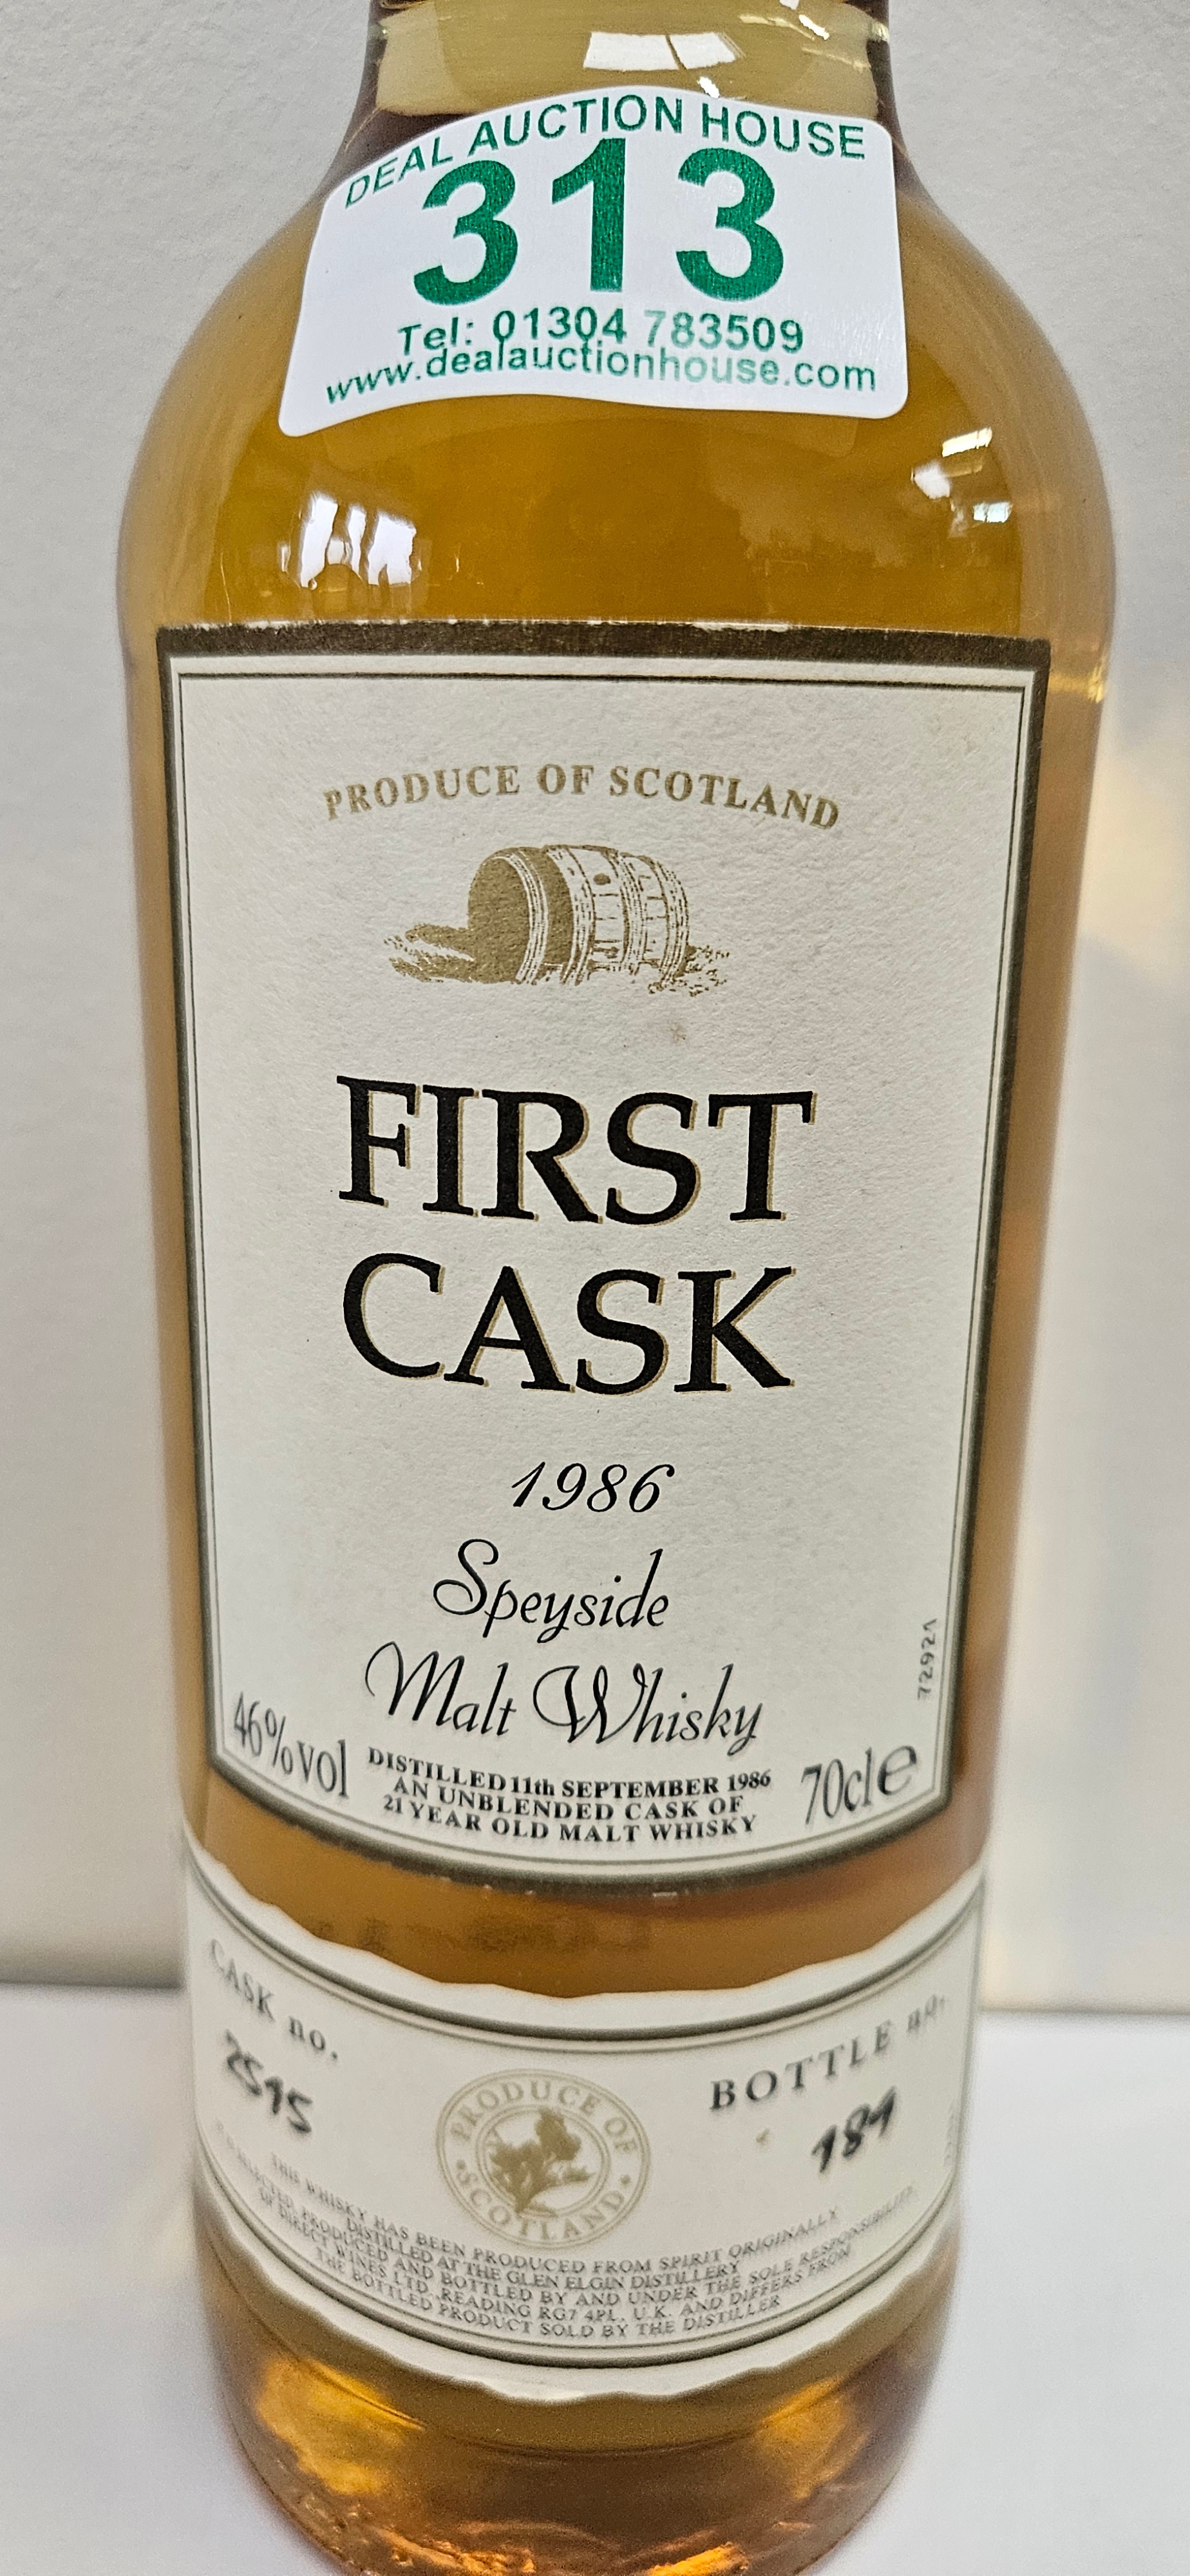 DEAL AUCTION HOUSE
313
Tel: 01304 783509
www.dealauctionhouse.com
PRODUCE OF SCOTLAND
FIRST
CASK
1986
Speyside
Malt Whisky
46%vol
DISTILLED 11th SEPTEMBER 1986
AN UNBLENDED CASK OF
21 YEAR OLD MALT WHISKY
70cl e
72921
CASK no.
2515
BOTTLE
189
PRODUCE OF SCOTLAND
THIS WHISKY HAS BEEN PRODUCED FROM SPIRIT ORIGINALLY
DISTILLED AT THE GLEN ELGIN DISTILLERY
SELECTED, PRODUCED AND BOTTLED BY AND UNDER THE SOLE RESPONSIBILITY
OF DIRECT WINES LTD, READING RG7 4PL, U.K. AND DIFFERS FROM
THE BOTTLED PRODUCT SOLD BY THE DISTILLER